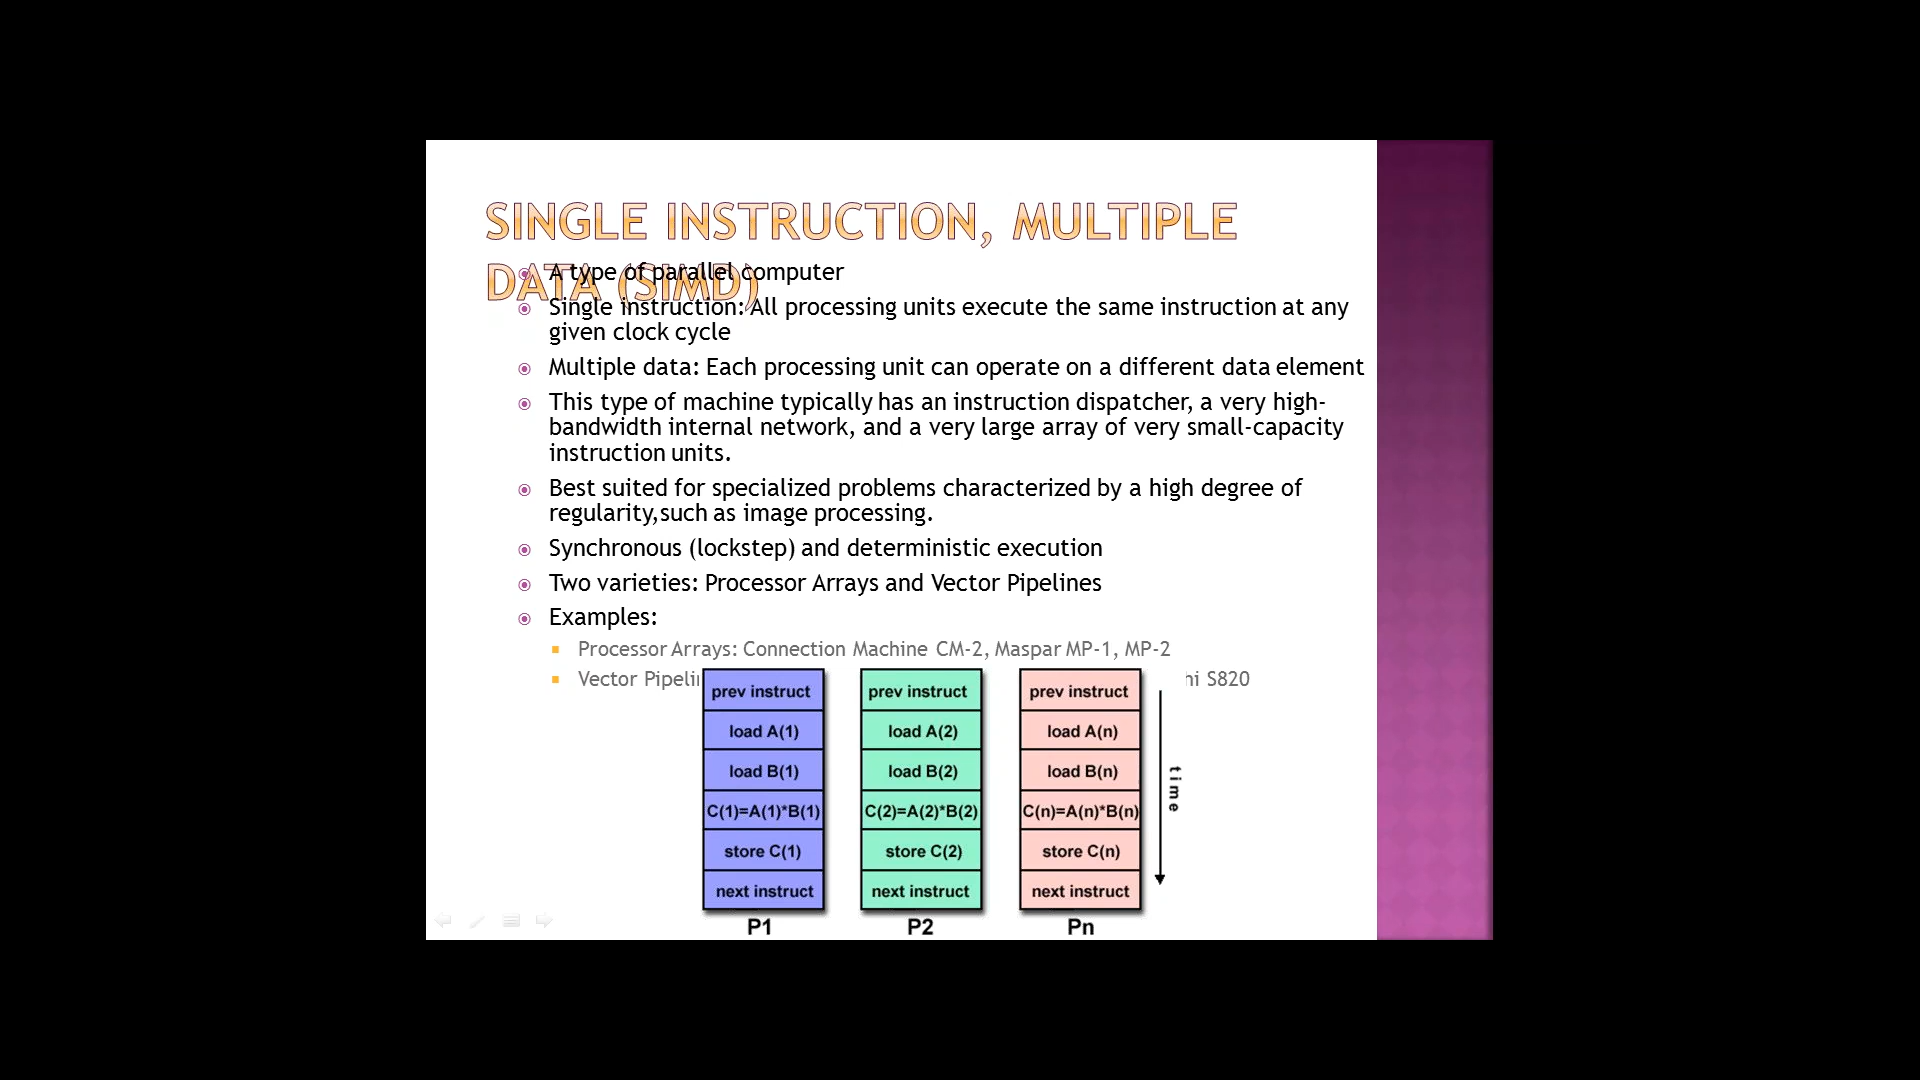 SINGLE INSTRUCTION, MULTIPLE
DATA (SIMD)
A type of parallel computer
Single instruction: All processing units execute the same instruction at any
given clock cycle
Multiple data: Each processing unit can operate on a different data element
This type of machine typically has an instruction dispatcher, a very high-
bandwidth internal network, and a very large array of very small-capacity
instruction units.
Best suited for specialized problems characterized by a high degree of
regularity,such as image processing.
Synchronous (lockstep) and deterministic execution
Two varieties: Processor Arrays and Vector Pipelines
Examples:
Processor Arrays: Connection Machine CM-2, Maspar MP-1, MP-2
Vector S820
prev instruct
load A(1)
load B(1)
C(1)=A(1)*B(1)
store C(1)
next instruct
P1
prev instruct
load A(2)
load B(2)
C(2)=A(2)*B(2)
store C(2)
next instruct
P2
prev instruct
load A(n)
load B(n)
C(n)=A(n)*B(n)
store C(n)
next instruct
Pn
time